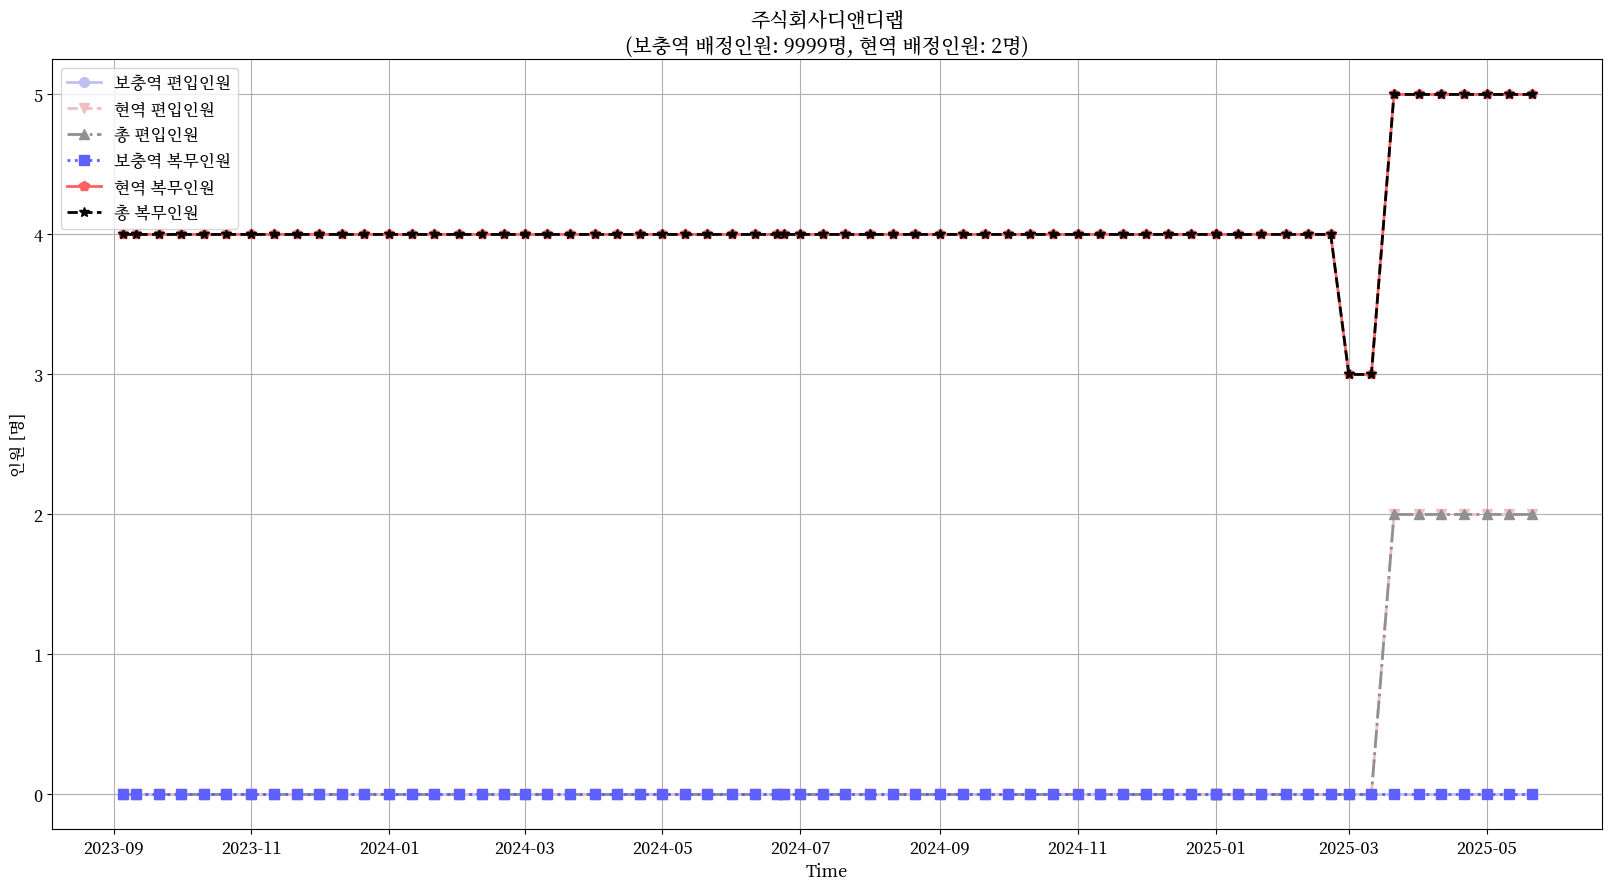 주식회사디앤디랩
(보충역 배정인원: 9999명, 현역 배정인원: 2명)
보충역 편입인원
현역 편입인원
총 편입인원
보충역 복무인원
현역 복무인원
총 복무인원
인원 [명]
5
4
3
2
1
0
2023-09 2023-11 2024-01 2024-03 2024-05 2024-07 2024-09 2024-11 2025-01 2025-03 2025-05
Time